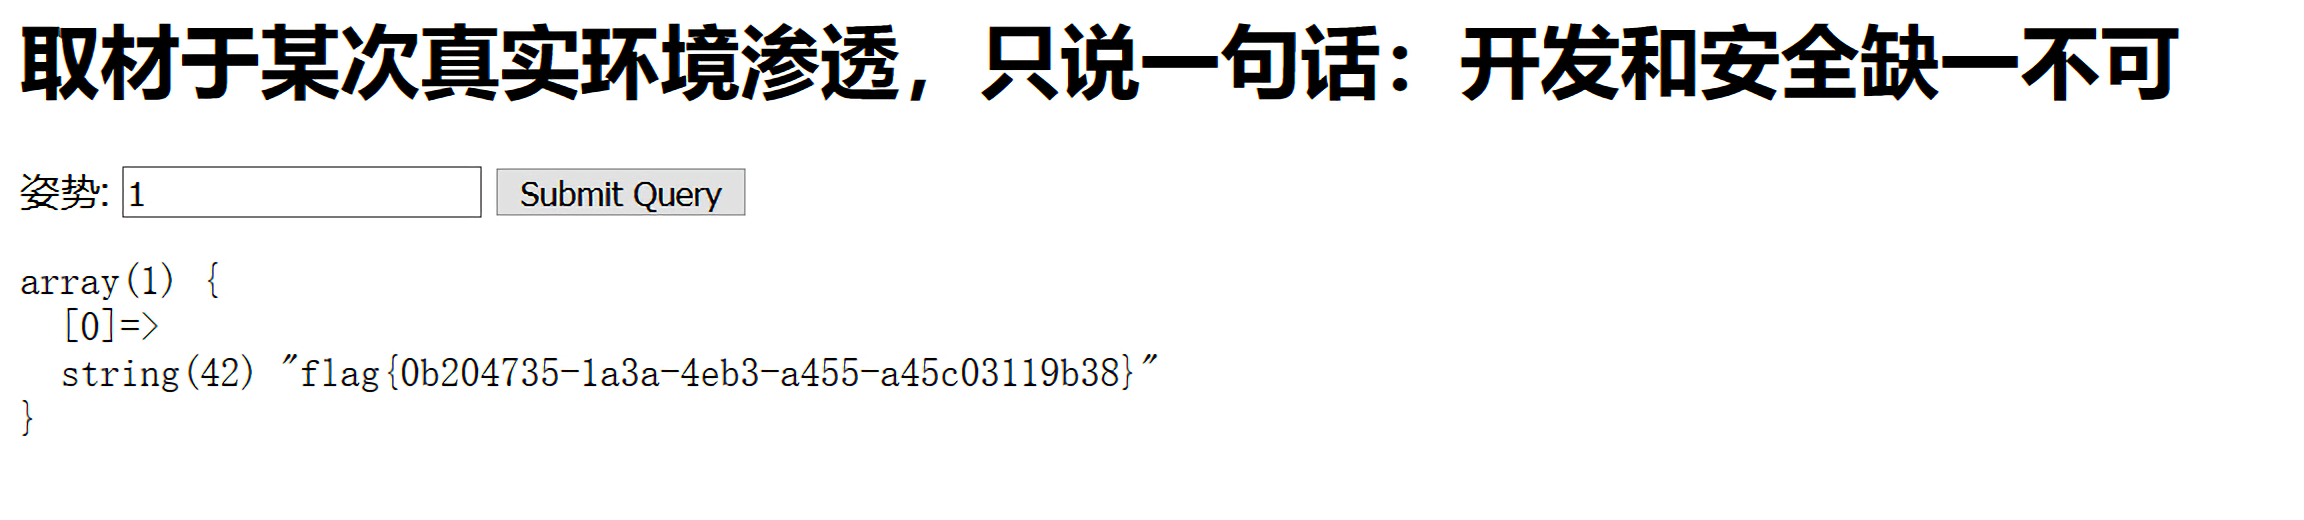 取材于某次真实环境渗透，只说一句话：开发和安全缺一不可
姿势: 1 Submit Query
array(1) {
  [0]=>
  string(42) "flag{0b204735-1a3a-4eb3-a455-a45c03119b38}"
}